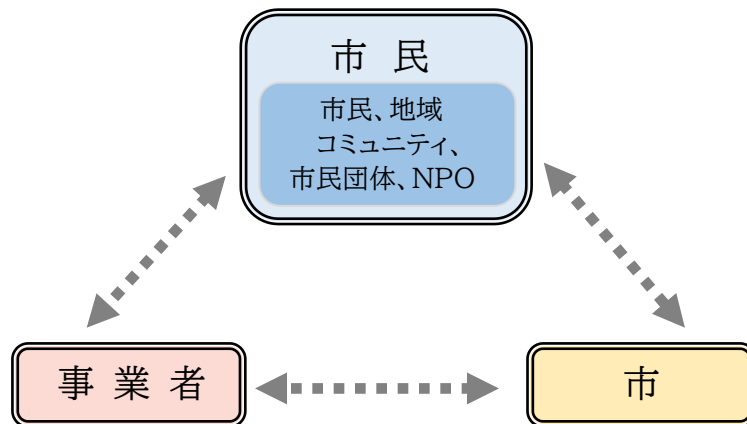 市 民
市民、地域
コミュニティ、
市民団体、NPO
事 業 者
市